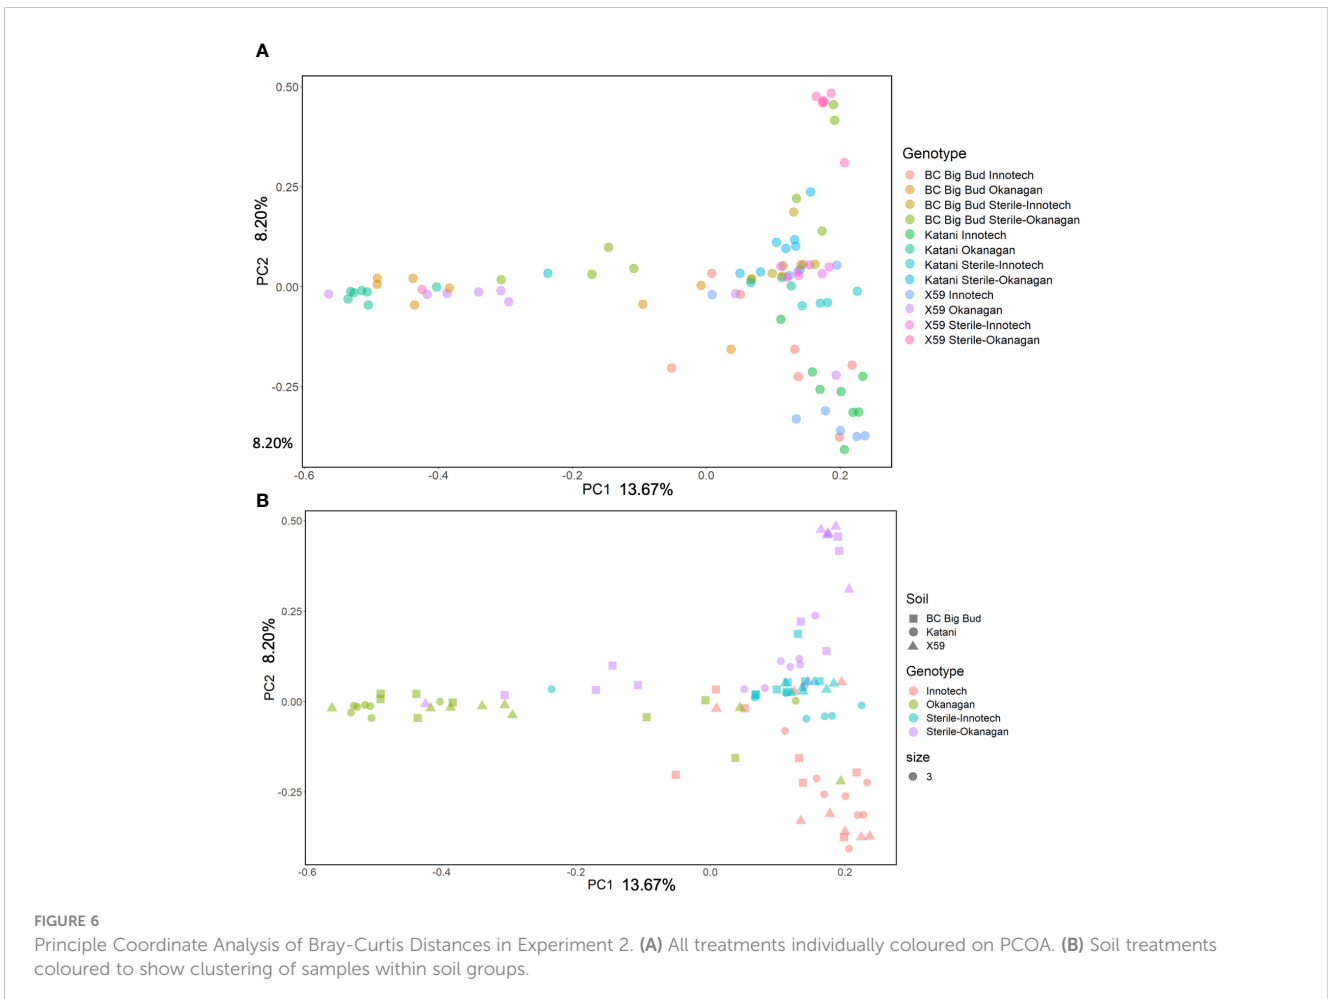 A
0.50
0.25
0.00
-0.25
8.20%
PC2
8.20%
-0.6
-0.4
-0.2
0.0
0.2
PC1 13.67%
Genotype
BC Big Bud Innotech
BC Big Bud Okanagan
BC Big Bud Sterile-Innotech
BC Big Bud Sterile-Okanagan
Katani Innotech
Katani Okanagan
Katani Sterile-Innotech
Katani Sterile-Okanagan
X59 Innotech
X59 Okanagan
X59 Sterile-Innotech
X59 Sterile-Okanagan
B
0.50
0.25
0.00
-0.25
PC2 8.20%
-0.6
-0.4
-0.2
0.0
0.2
PC1 13.67%
Soil
BC Big Bud
Katani
X59
Genotype
Innotech
Okanagan
Sterile-Innotech
Sterile-Okanagan
size
3
FIGURE 6
Principle Coordinate Analysis of Bray-Curtis Distances in Experiment 2. (A) All treatments individually coloured on PCOA. (B) Soil treatments
coloured to show clustering of samples within soil groups.